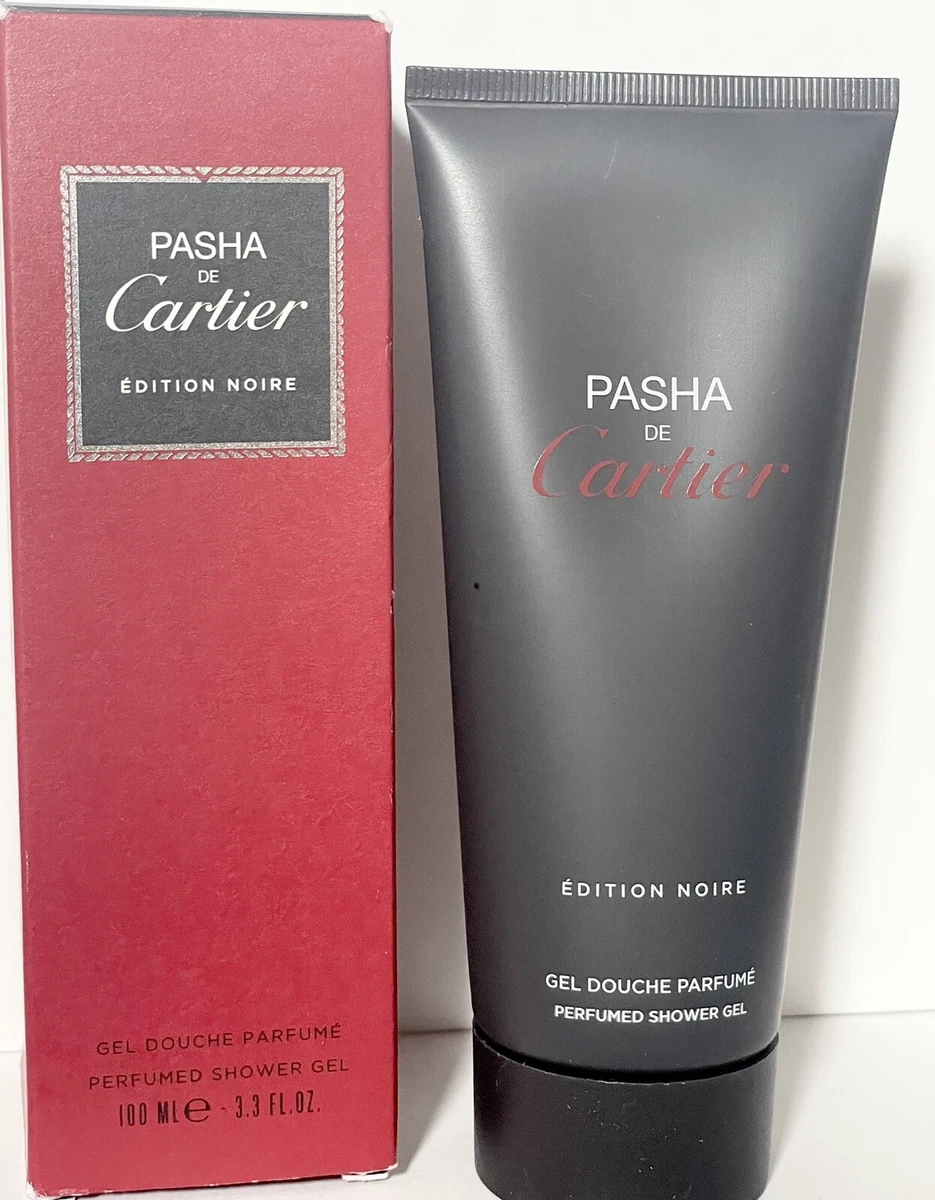 PASHA
DE
Cartier
ÉDITION NOIRE
GEL DOUCHE PARFUMÉ
PERFUMED SHOWER GEL
100 ML℮ - 3.3 FL.OZ.
PASHA
DE
Cartier
ÉDITION NOIRE
GEL DOUCHE PARFUMÉ
PERFUMED SHOWER GEL